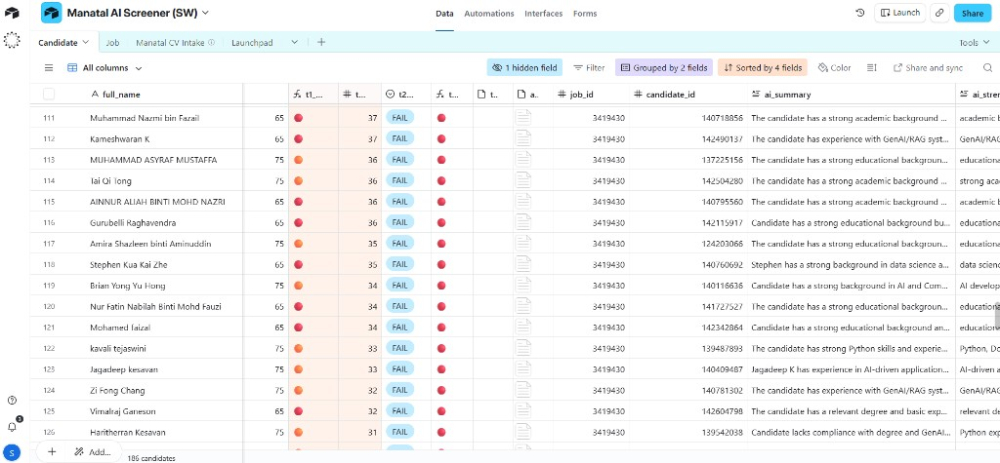 Manatal AI Screener (SW)
Data Automations Interfaces Forms
Launch
Share
Candidate Job Manatal CV Intake Launchpad
Tools
All columns
1 hidden field Filter Grouped by 2 fields Sorted by 4 fields Color Share and sync
full_name t1_... t... t2... t... t.. a.. job_id candidate_id ai_summary ai_stren
111 Muhammad Nazmi bin Fazail 65 37 FAIL 3419430 140718856 The candidate has a strong academic background ... academic b
112 Kameshwaran K 65 37 FAIL 3419430 142490137 The candidate has experience with GenAI/RAG syst... GenAI/RAG
113 MUHAMMAD ASYRAF MUSTAFFA 75 36 FAIL 3419430 137225156 The candidate has a strong educational backgroun... educationa
114 Tai Qi Tong 75 36 FAIL 3419430 142504280 The candidate has a strong academic background ... strong aca
115 AINNUR ALIAH BINTI MOHD NAZRI 65 36 FAIL 3419430 140795560 The candidate has a strong academic background ... academic b
116 Gurubelli Raghavendra 65 36 FAIL 3419430 142115917 Candidate has a strong educational background bu... educationa
117 Amira Shazleen binti Aminuddin 75 35 FAIL 3419430 124203066 The candidate has a strong educational backgroun... educationa
118 Stephen Kua Kai Zhe 65 35 FAIL 3419430 140760692 Stephen has a strong background in data science a... data scienc
119 Brian Yong Yu Hong 75 34 FAIL 3419430 140116636 Candidate has a strong background in AI and Com... AI develop
120 Nur Fatin Nabilah Binti Mohd Fauzi 65 34 FAIL 3419430 141727527 The candidate has a strong educational backgroun... educationa
121 Mohamed faizal 65 34 FAIL 3419430 142342864 Candidate has a strong educational background an... educationa
122 kavali tejaswini 75 33 FAIL 3419430 139487893 The candidate has strong Python skills and experie... Python, Do
123 Jagadeep kesavan 75 33 FAIL 3419430 140409487 Jagadeep K has experience in AI-driven application... AI-driven a
124 Zi Fong Chang 75 32 FAIL 3419430 140781302 The candidate has experience with GenAI/RAG syst... GenAI/RAG
125 Vimalraj Ganeson 65 32 FAIL 3419430 142604798 The candidate has a relevant degree and basic exp... relevant de
126 Haritherran Kesavan 75 31 FAIL 3419430 139542038 Candidate lacks compliance with degree and GenAI... Python exp
Add...
186 candidates
3
S